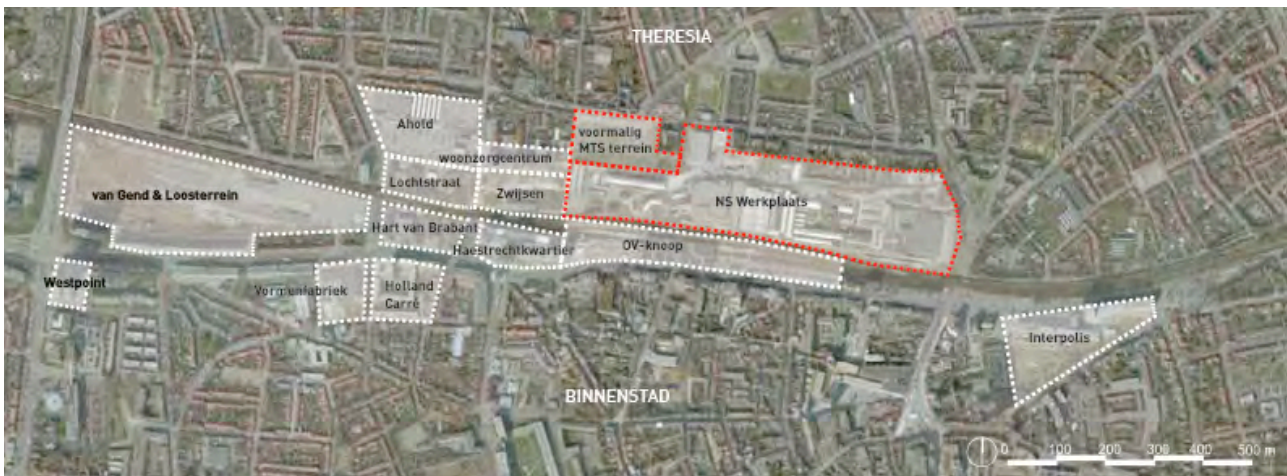 THERESIA
Ahold
voormalig
MTS terrein
woonzorgcentrum
Lochtstraat
Zwijsen
van Gend & Loosterrein
NS Werkplaats
Hart van Brabant
Haestrechtkwartier
OV-knoop
Westpoint
Vormenfabriek
Holland
Carré
Interpolis
BINNENSTAD
0 100 200 300 400 500 m